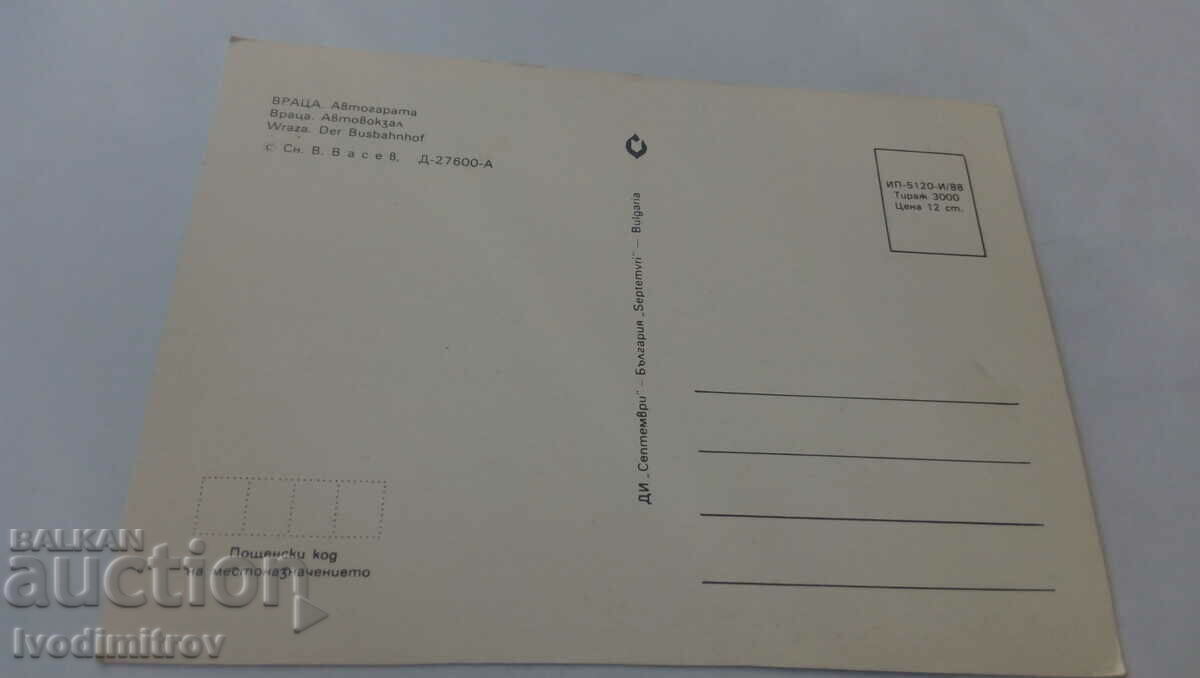 ВРАЦА. Автогарата
Враца. Автовокзал
Wraza. Der Busbahnhof
с Сн. В. Васев, Д-27600-А
ДИ „Септември" – България „Septemvri" – Bulgaria
ИП-5120-И/88
Тираж 3000
Цена 12 ст.
Пощенски код
на местоназначението
BALKAN
auction
Ivodimitrov